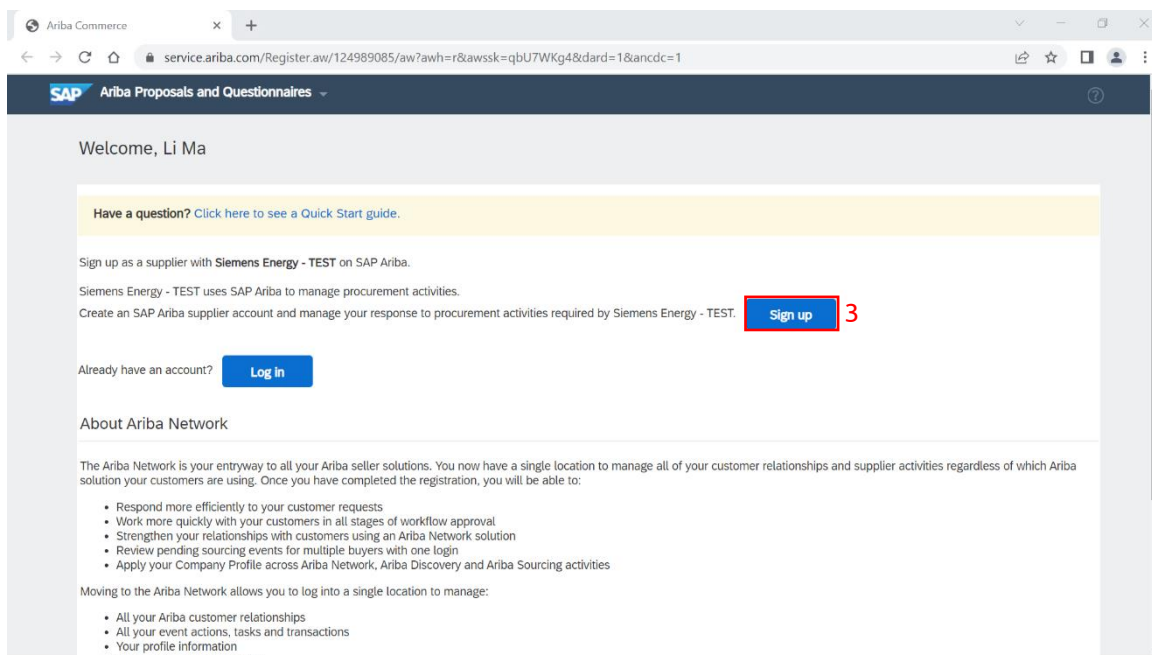 Ariba Commerce
service.ariba.com/Register.aw/124989085/aw?awh=r&awssk=qbU7WKg4&dard=1&ancdc=1
SAP Ariba Proposals and Questionnaires
Welcome, Li Ma
Have a question? Click here to see a Quick Start guide.
Sign up as a supplier with Siemens Energy - TEST on SAP Ariba.
Siemens Energy - TEST uses SAP Ariba to manage procurement activities.
Create an SAP Ariba supplier account and manage your response to procurement activities required by Siemens Energy - TEST. Sign up 3
Already have an account? Log in
About Ariba Network
The Ariba Network is your entryway to all your Ariba seller solutions. You now have a single location to manage all of your customer relationships and supplier activities regardless of which Ariba
solution your customers are using. Once you have completed the registration, you will be able to:
• Respond more efficiently to your customer requests
• Work more quickly with your customers in all stages of workflow approval
• Strengthen your relationships with customers using an Ariba Network solution
• Review pending sourcing events for multiple buyers with one login
• Apply your Company Profile across Ariba Network, Ariba Discovery and Ariba Sourcing activities
Moving to the Ariba Network allows you to log into a single location to manage:
• All your Ariba customer relationships
• All your event actions, tasks and transactions
• Your profile information